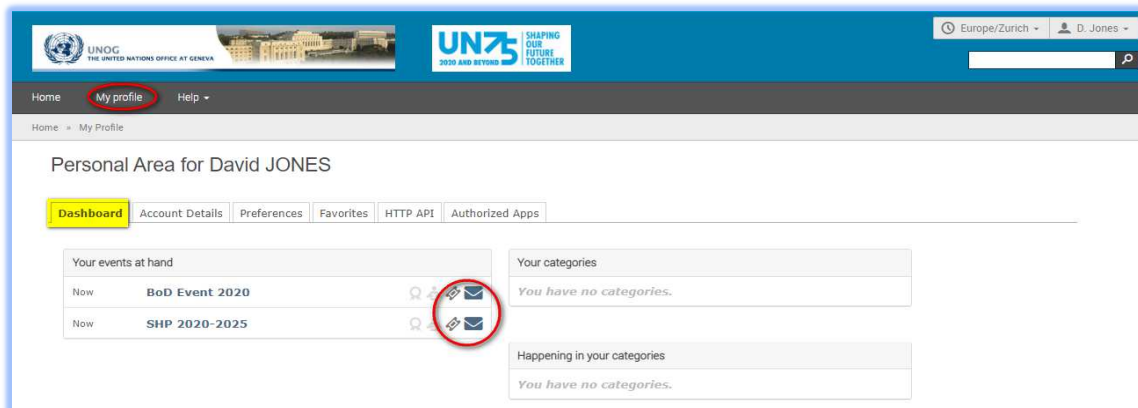 UNOG
THE UNITED NATIONS OFFICE AT GENEVA
UN75
2020 AND BEYOND
SHAPING
OUR
FUTURE
TOGETHER
Europe/Zurich
D. Jones
Home My profile Help
Home » My Profile
Personal Area for David JONES
Dashboard Account Details Preferences Favorites HTTP API Authorized Apps
Your events at hand
Now BoD Event 2020
Now SHP 2020-2025
Your categories
You have no categories.
Happening in your categories
You have no categories.